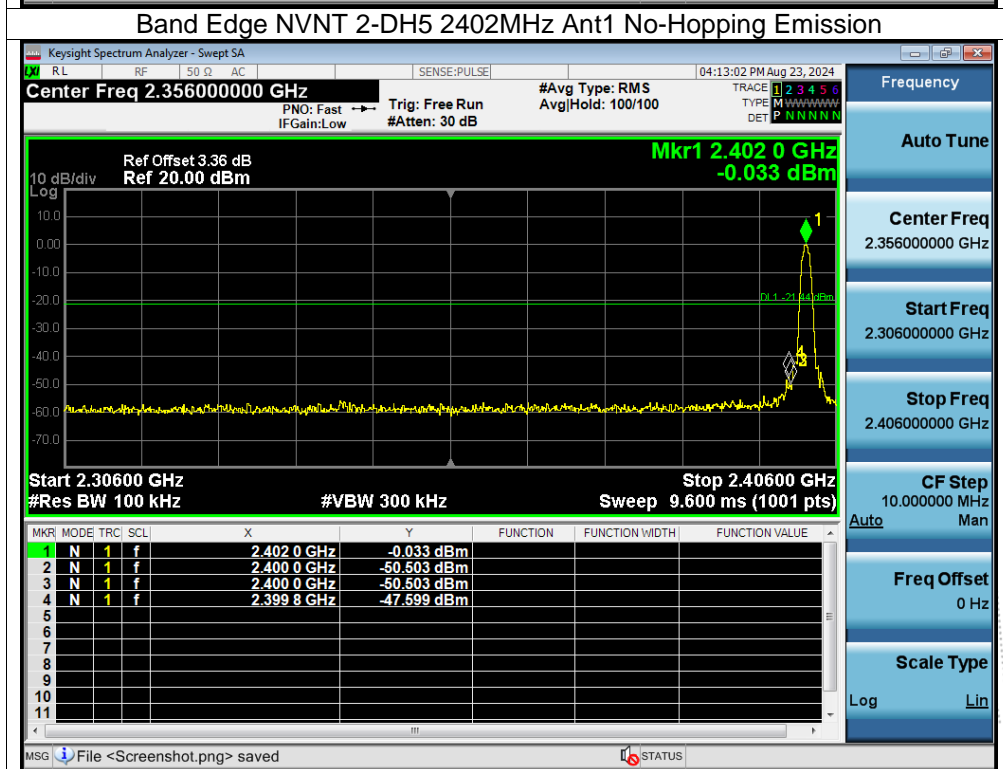 Band Edge NVNT 2-DH5 2402MHz Ant1 No-Hopping Emission
Keysight Spectrum Analyzer - Swept SA
LXI RL RF 50 Ω AC SENSE:PULSE 04:13:02 PM Aug 23, 2024
Center Freq 2.356000000 GHz #Avg Type: RMS TRACE 1 2 3 4 5 6
PNO: Fast Trig: Free Run Avg|Hold: 100/100 TYPE M WWWWW
IFGain:Low #Atten: 30 dB DET P N N N N N
Frequency
Auto Tune
Mkr1 2.402 0 GHz
Ref Offset 3.36 dB
10 dB/div Ref 20.00 dBm -0.033 dBm
Log
10.0
0.00
-10.0
-20.0
-30.0
-40.0
-50.0
-60.0
-70.0
1
DL1 -21.44 dBm
Start 2.30600 GHz Stop 2.40600 GHz
#Res BW 100 kHz #VBW 300 kHz Sweep 9.600 ms (1001 pts)
Center Freq
2.356000000 GHz
Start Freq
2.306000000 GHz
Stop Freq
2.406000000 GHz
CF Step
10.000000 MHz
Auto Man
Freq Offset
0 Hz
Scale Type
Log Lin
MKR MODE TRC SCL X Y FUNCTION FUNCTION WIDTH FUNCTION VALUE
1 N 1 f 2.402 0 GHz -0.033 dBm
2 N 1 f 2.400 0 GHz -50.503 dBm
3 N 1 f 2.400 0 GHz -50.503 dBm
4 N 1 f 2.399 8 GHz -47.599 dBm
5
6
7
8
9
10
11
MSG File <Screenshot.png> saved STATUS